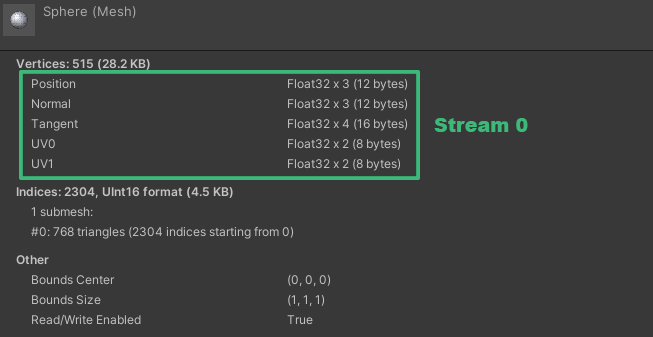 Sphere (Mesh)
Vertices: 515 (28.2 KB)
Position Float32 x 3 (12 bytes)
Normal Float32 x 3 (12 bytes)
Tangent Float32 x 4 (16 bytes)
Stream 0
UV0 Float32 x 2 (8 bytes)
UV1 Float32 x 2 (8 bytes)
Indices: 2304, UInt16 format (4.5 KB)
1 submesh:
#0: 768 triangles (2304 indices starting from 0)
Other
Bounds Center (0, 0, 0)
Bounds Size (1, 1, 1)
Read/Write Enabled True